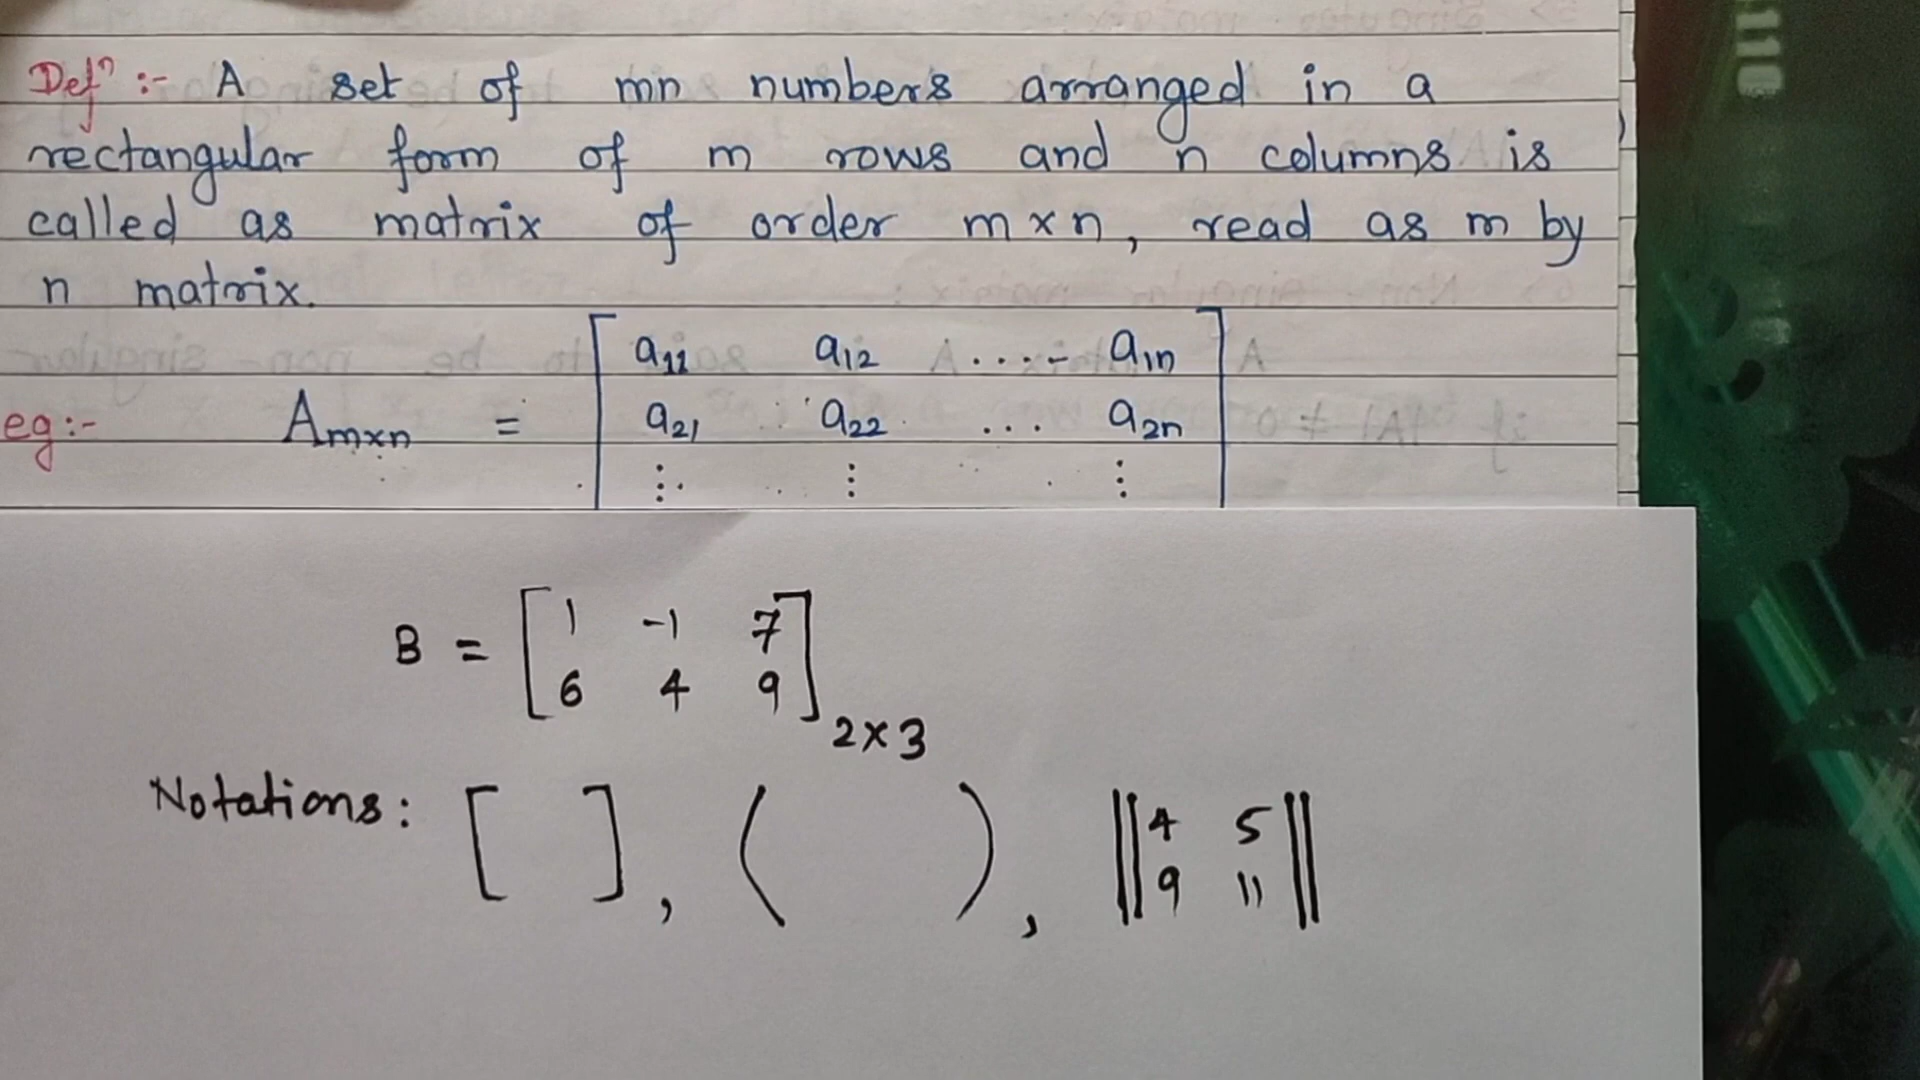 Defⁿ :- A set of mn numbers arranged in a
rectangular form of m rows and n columns is
called as matrix of order m×n, read as m by
n matrix.
eg:- Aₘₓₙ = [ a₁₁ a₁₂ ..... a₁ₙ ]
a₂₁ a₂₂ ... a₂ₙ
⋮ ⋮ ⋮
B = [ 1 -1 7
6 4 9 ] 2×3
Notations: [ ], ( ), || 4 5
9 11 ||